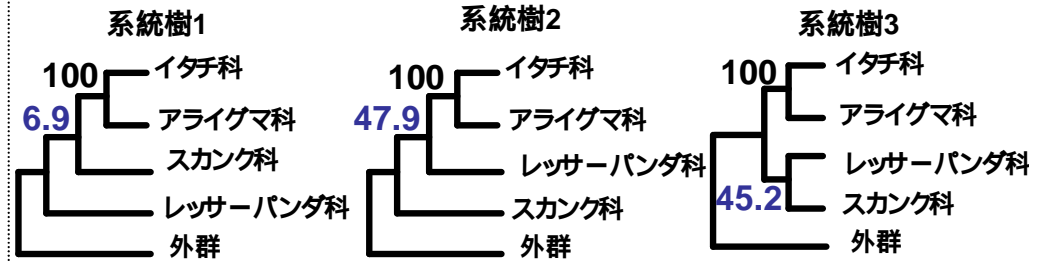 系統樹1
100
イタチ科
6.9
アライグマ科
スカンク科
レッサーパンダ科
外群
系統樹2
100
イタチ科
47.9
アライグマ科
レッサーパンダ科
スカンク科
外群
系統樹3
100
イタチ科
アライグマ科
レッサーパンダ科
45.2
スカンク科
外群